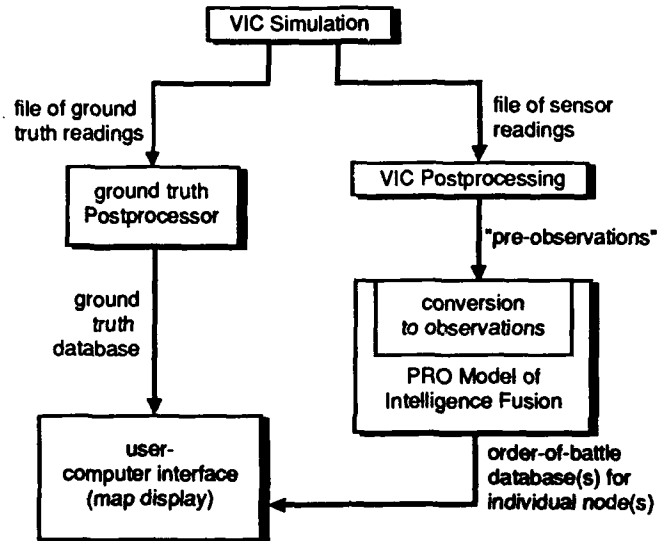 VIC Simulation
file of ground
truth readings
file of sensor
readings
ground truth
Postprocessor
VIC Postprocessing
"pre-observations"
ground
truth
database
conversion
to observations
PRO Model of
Intelligence Fusion
user-
computer interface
(map display)
order-of-battle
database(s) for
individual node(s)